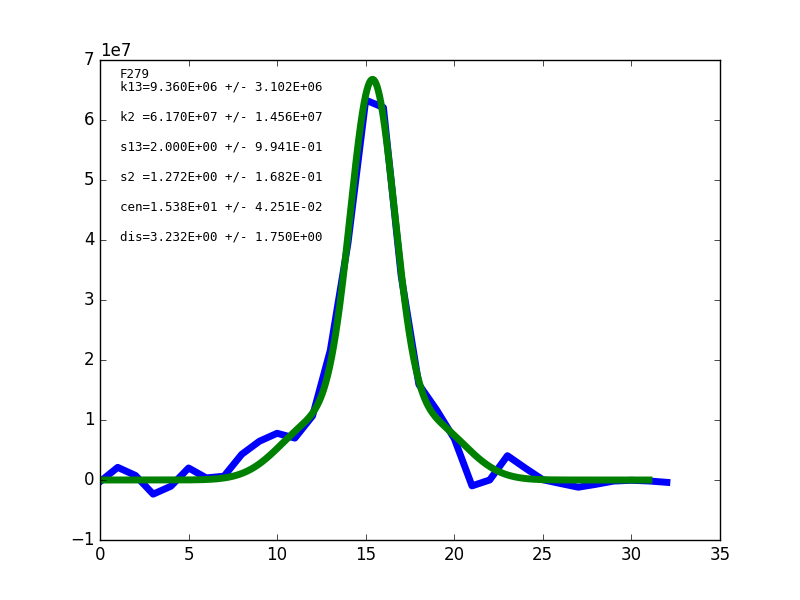 1e7
F279
k13=9.360E+06 +/- 3.102E+06
k2 =6.170E+07 +/- 1.456E+07
s13=2.000E+00 +/- 9.941E-01
s2 =1.272E+00 +/- 1.682E-01
cen=1.538E+01 +/- 4.251E-02
dis=3.232E+00 +/- 1.750E+00
7
6
5
4
3
2
1
0
−1
0 5 10 15 20 25 30 35